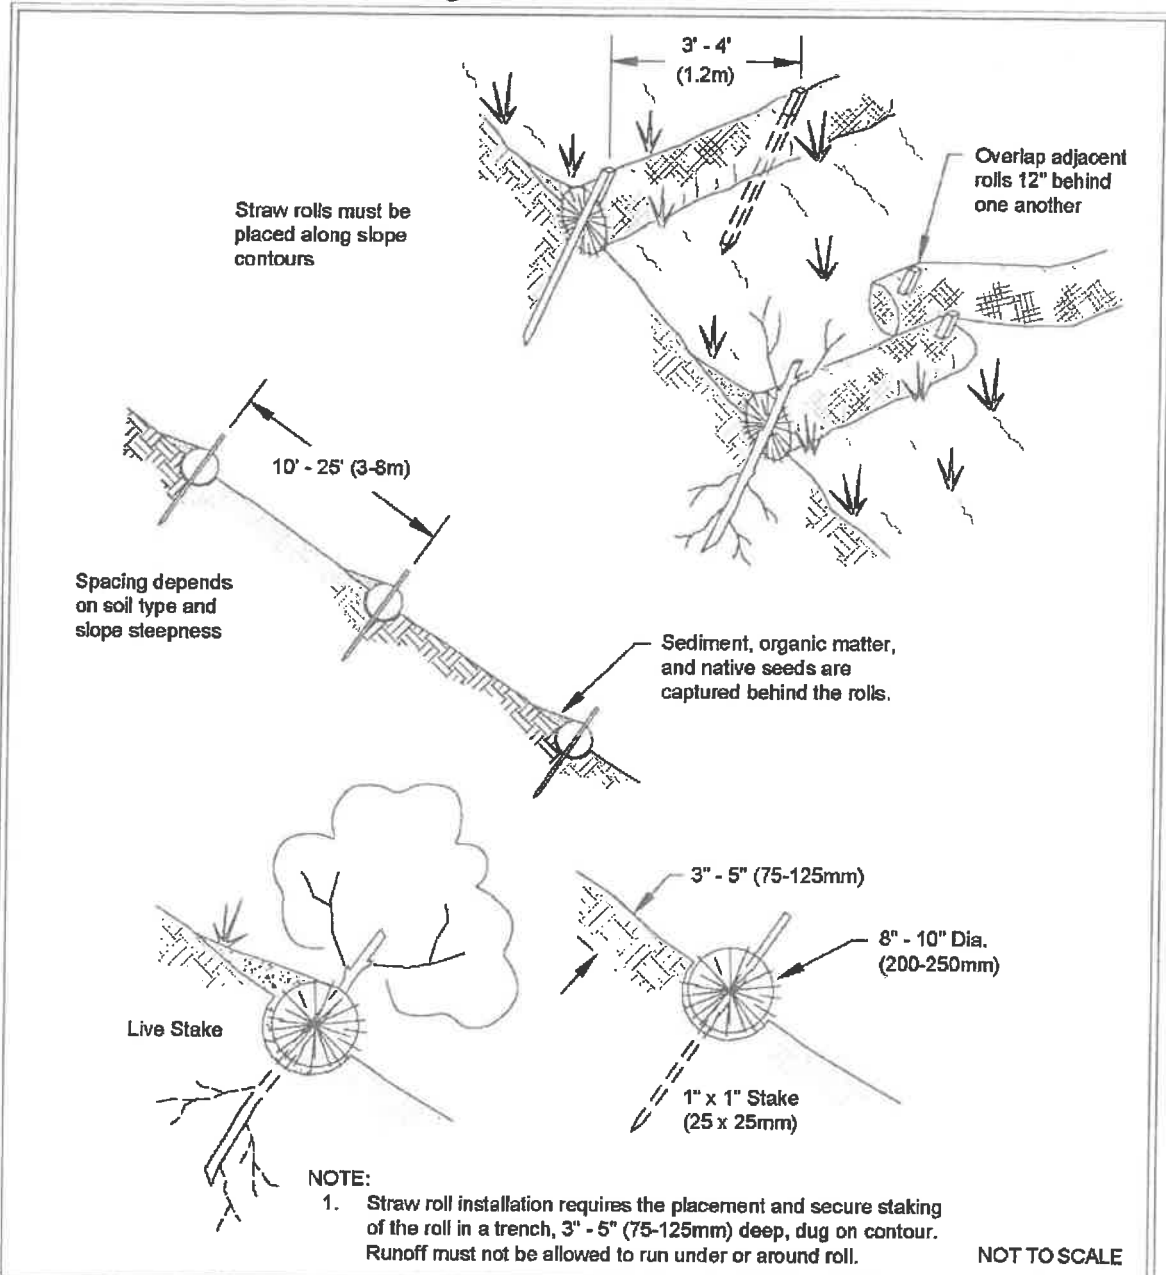 3' - 4'
(1.2m)
Overlap adjacent
rolls 12" behind
one another
Straw rolls must be
placed along slope
contours
10' - 25' (3-8m)
Spacing depends
on soil type and
slope steepness
Sediment, organic matter,
and native seeds are
captured behind the rolls.
3" - 5" (75-125mm)
8" - 10" Dia.
(200-250mm)
Live Stake
1" x 1" Stake
(25 x 25mm)
NOTE:
1. Straw roll installation requires the placement and secure staking
of the roll in a trench, 3" - 5" (75-125mm) deep, dug on contour.
Runoff must not be allowed to run under or around roll.
NOT TO SCALE